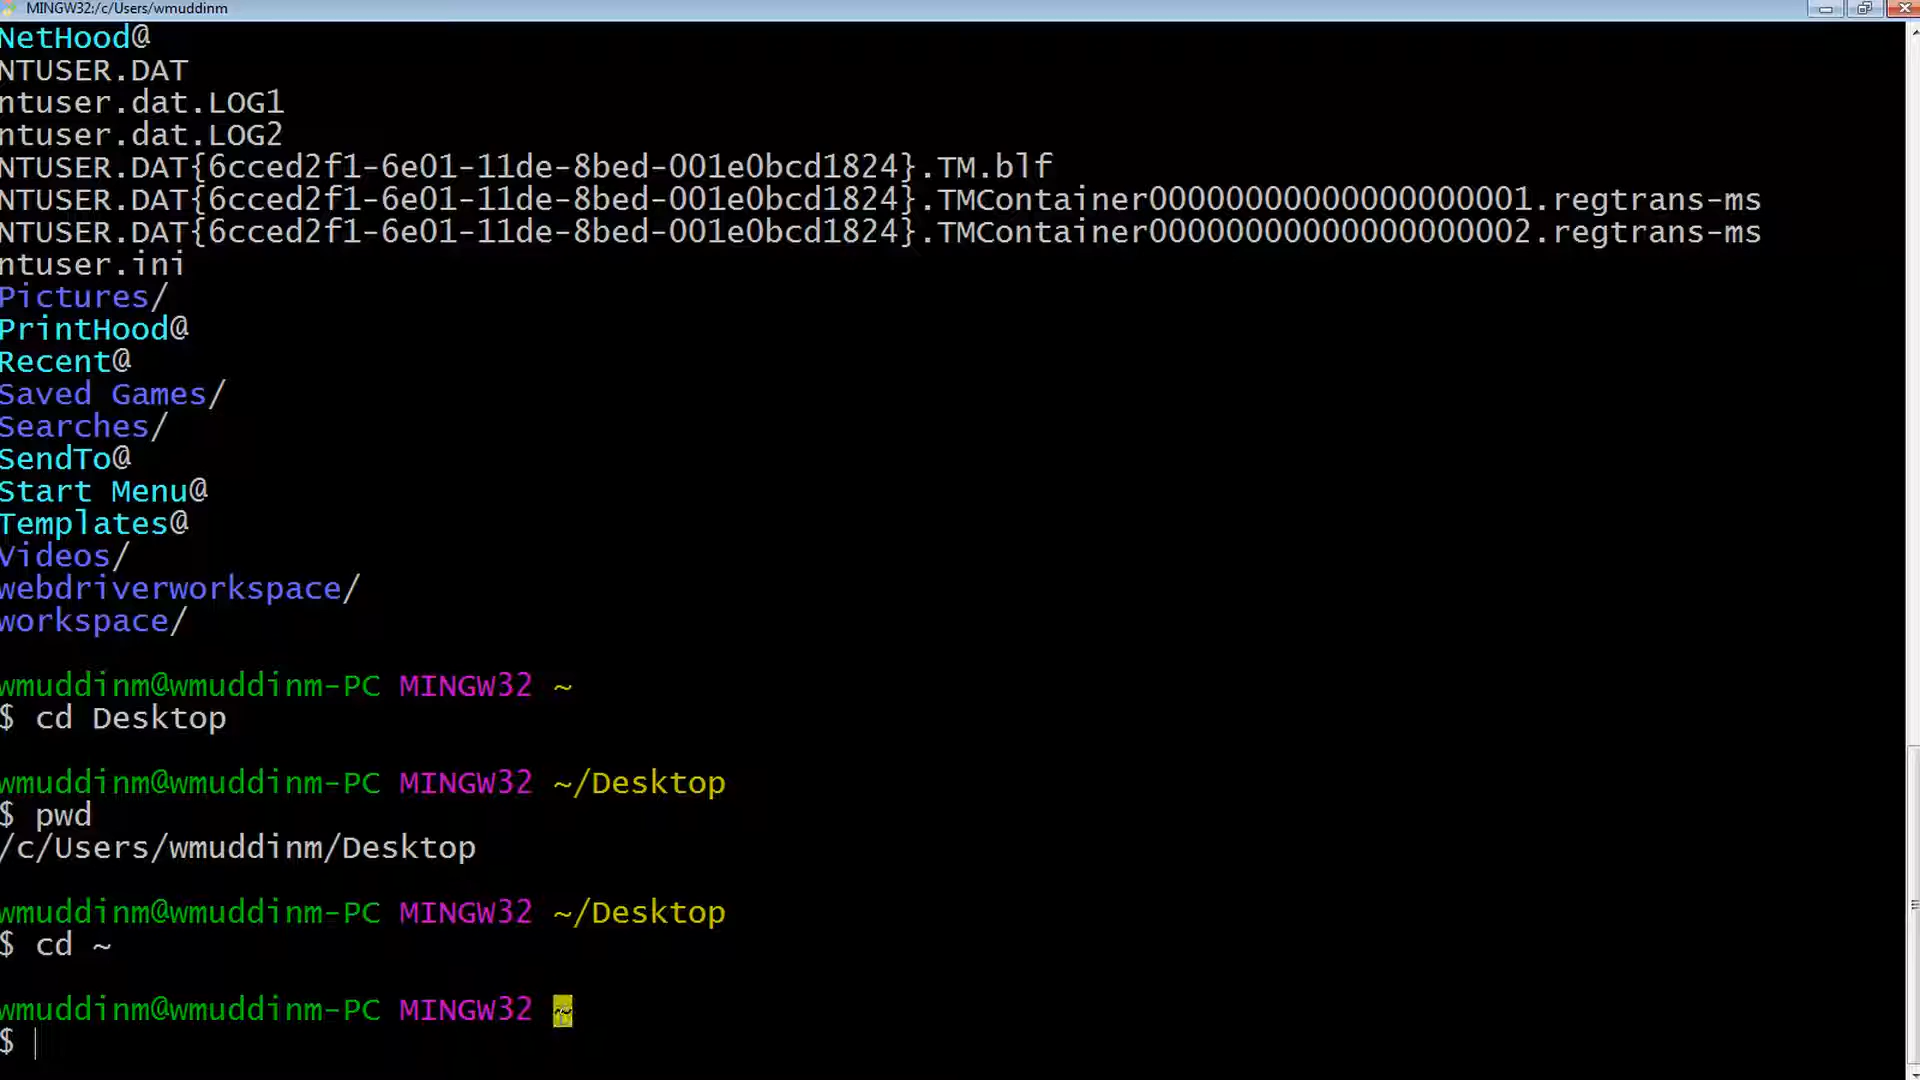 MINGW32:/c/Users/wmuddinm
NetHood@
NTUSER.DAT
ntuser.dat.LOG1
ntuser.dat.LOG2
NTUSER.DAT{6cced2f1-6e01-11de-8bed-001e0bcd1824}.TM.blf
NTUSER.DAT{6cced2f1-6e01-11de-8bed-001e0bcd1824}.TMContainer00000000000000000001.regtrans-ms
NTUSER.DAT{6cced2f1-6e01-11de-8bed-001e0bcd1824}.TMContainer00000000000000000002.regtrans-ms
ntuser.ini
Pictures/
PrintHood@
Recent@
Saved Games/
Searches/
SendTo@
Start Menu@
Templates@
Videos/
webdriverworkspace/
workspace/
wmuddinm@wmuddinm-PC MINGW32 ~
$ cd Desktop
wmuddinm@wmuddinm-PC MINGW32 ~/Desktop
$ pwd
/c/Users/wmuddinm/Desktop
wmuddinm@wmuddinm-PC MINGW32 ~/Desktop
$ cd ~
wmuddinm@wmuddinm-PC MINGW32 ~
$